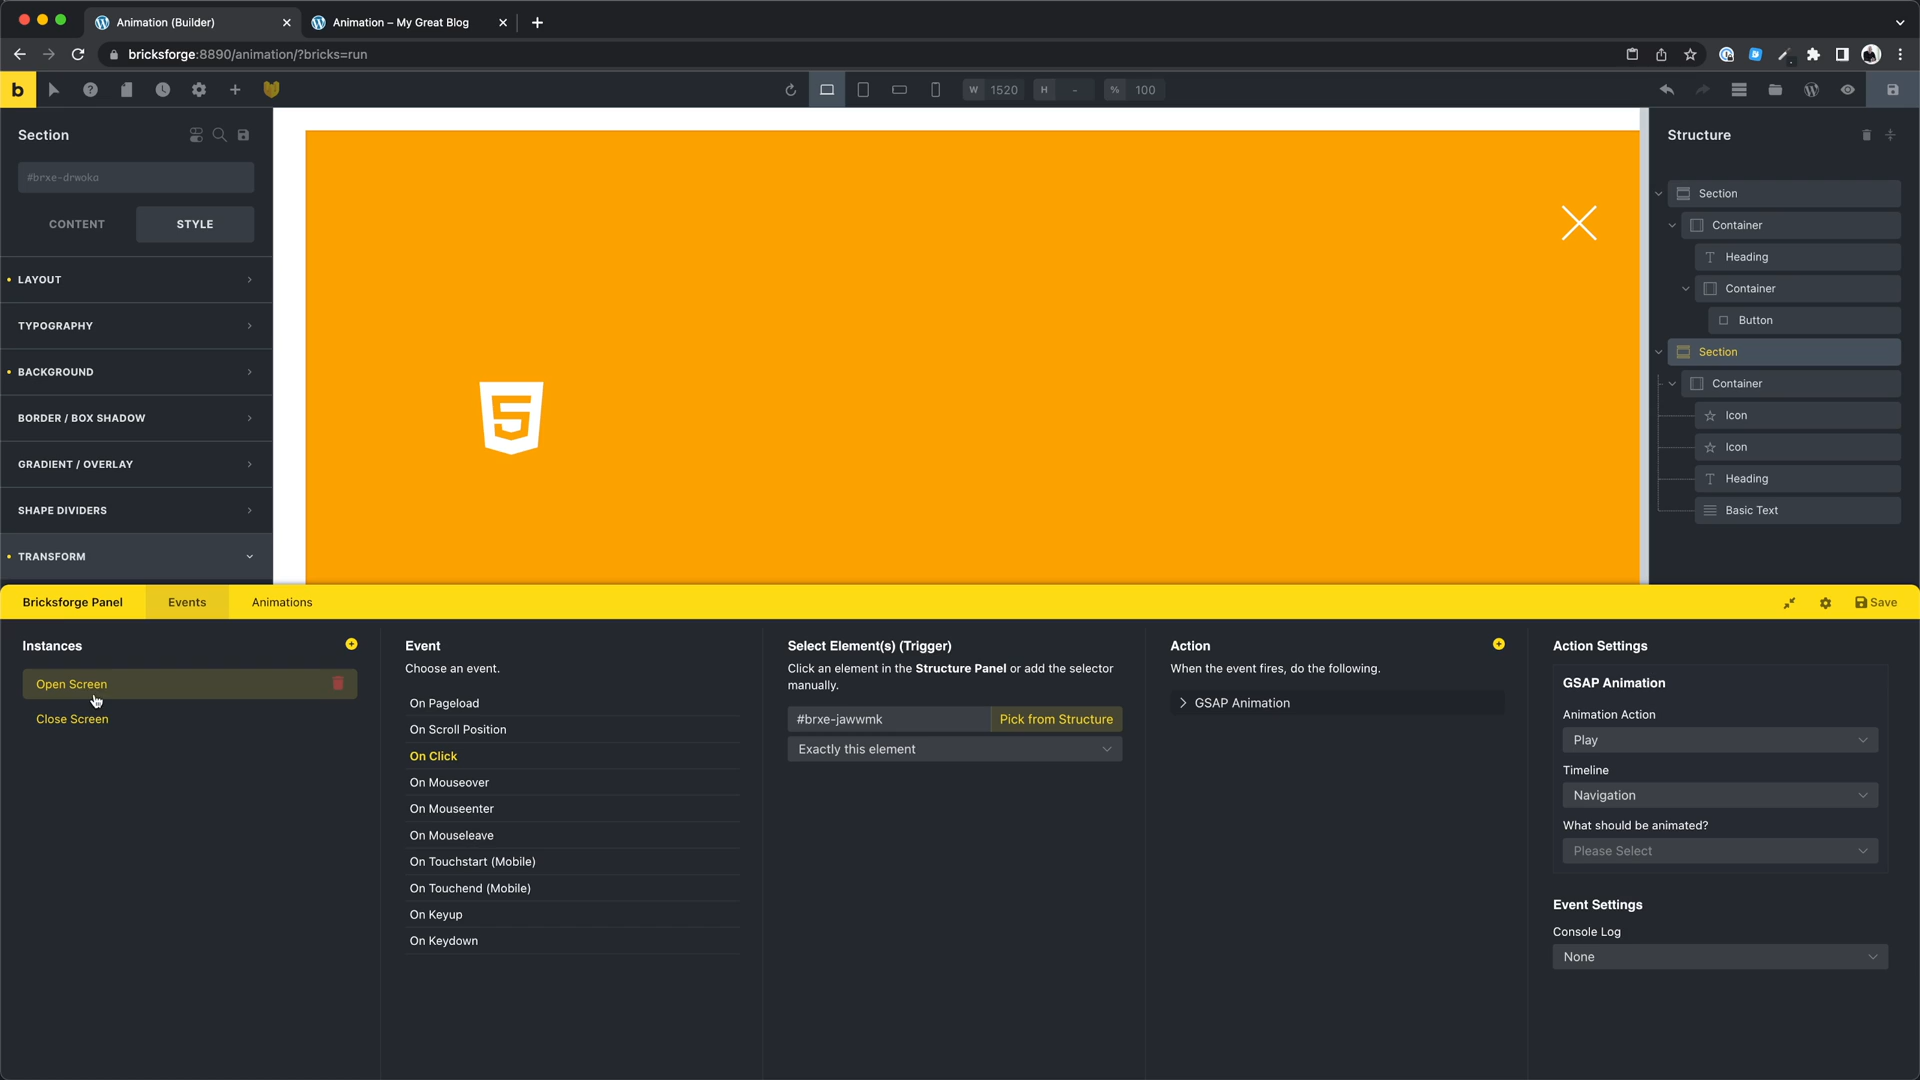 Animation (Builder)
Animation – My Great Blog
bricksforge:8890/animation/?bricks=run
b
W 1520
H -
% 100
Section
#brxe-drwoka
CONTENT
STYLE
LAYOUT
TYPOGRAPHY
BACKGROUND
BORDER / BOX SHADOW
GRADIENT / OVERLAY
SHAPE DIVIDERS
TRANSFORM
5
Structure
Section
Container
Heading
Container
Button
Section
Container
Icon
Icon
Heading
Basic Text
Bricksforge Panel
Events
Animations
Save
Instances
Open Screen
Close Screen
Event
Choose an event.
On Pageload
On Scroll Position
On Click
On Mouseover
On Mouseenter
On Mouseleave
On Touchstart (Mobile)
On Touchend (Mobile)
On Keyup
On Keydown
Select Element(s) (Trigger)
Click an element in the Structure Panel or add the selector
manually.
#brxe-jawwmk
Pick from Structure
Exactly this element
Action
When the event fires, do the following.
GSAP Animation
Action Settings
GSAP Animation
Animation Action
Play
Timeline
Navigation
What should be animated?
Please Select
Event Settings
Console Log
None